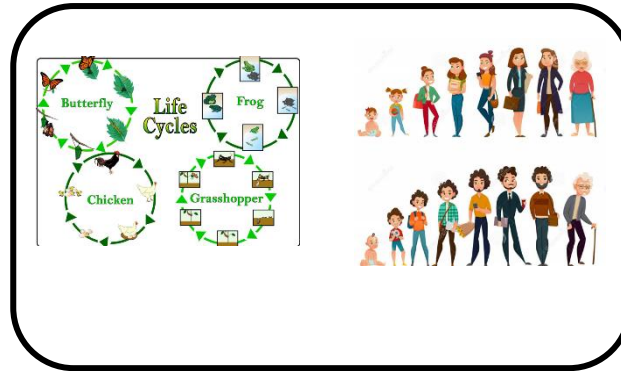 Butterfly
Life
Cycles
Frog
Chicken
Grasshopper